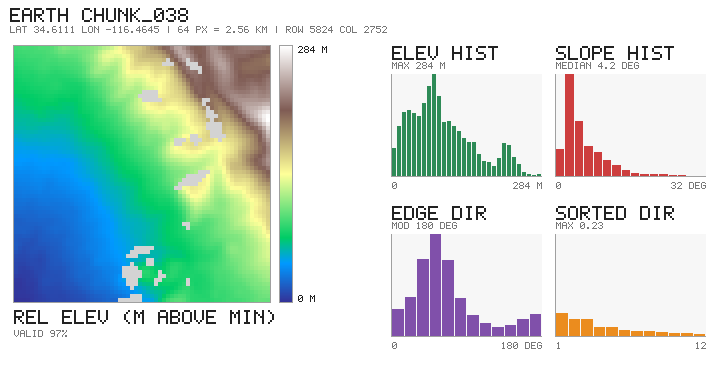 EARTH CHUNK_038
LAT 34.6111 LON -116.4645 | 64 PX = 2.56 KM | ROW 5824 COL 2752
284 M
0 M
REL ELEV (M ABOVE MIN)
VALID 97%
ELEV HIST
MAX 284 M
0 284 M
SLOPE HIST
MEDIAN 4.2 DEG
0 32 DEG
EDGE DIR
MOD 180 DEG
0 180 DEG
SORTED DIR
MAX 0.23
1 12